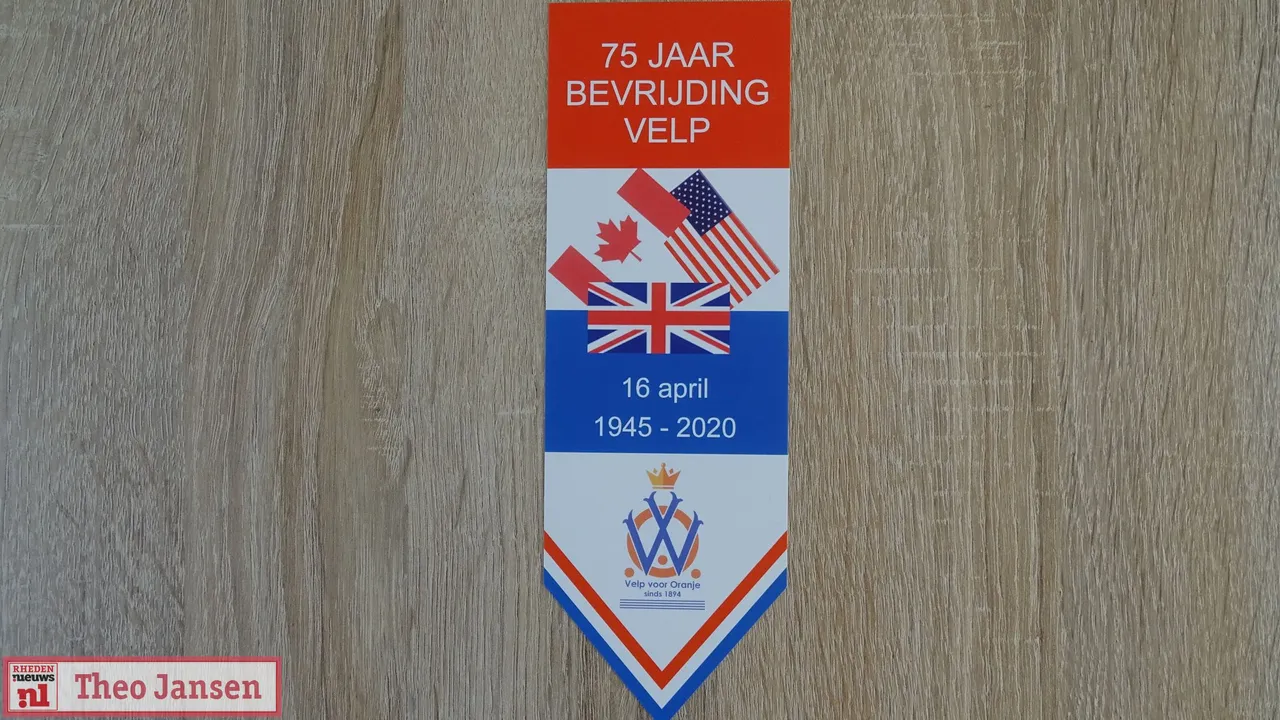 75 JAAR
BEVRIJDING
VELP
16 april
1945 - 2020
Velp voor Oranje
sinds 1894
RHEDEN
nieuws
.nl
Theo Jansen